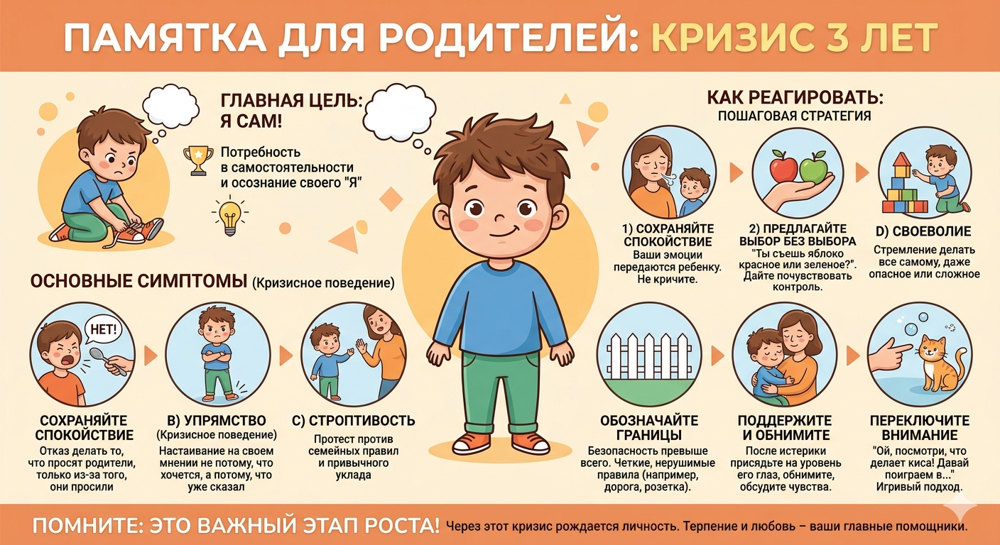 ПАМЯТКА ДЛЯ РОДИТЕЛЕЙ: КРИЗИС 3 ЛЕТ
ГЛАВНАЯ ЦЕЛЬ:
Я САМ!
Потребность
в самостоятельности
и осознание своего "Я"
ОСНОВНЫЕ СИМПТОМЫ (Кризисное поведение)
НЕТ!
СОХРАНЯЙТЕ
СПОКОЙСТВИЕ
Отказ делать то,
что просят родители,
только из-за того,
они просили
B) УПРЯМСТВО
(Кризисное поведение)
Настаивание на своем
мнении не потому, что
хочется, а потому, что
уже сказал
C) СТРОПТИВОСТЬ
Протест против
семейных правил
и привычного
уклада
КАК РЕАГИРОВАТЬ:
ПОШАГОВАЯ СТРАТЕГИЯ
1) СОХРАНЯЙТЕ
СПОКОЙСТВИЕ
Ваши эмоции
передаются ребенку.
Не кричите.
2) ПРЕДЛАГАЙТЕ
ВЫБОР БЕЗ ВЫБОРА
"Ты съешь яблоко
красное или зеленое?".
Дайте почувствовать
контроль.
D) СВОЕВОЛИЕ
Стремление делать
все самому, даже
опасное или сложное
ОБОЗНАЧАЙТЕ
ГРАНИЦЫ
Безопасность превыше
всего. Четкие, нерушимые
правила (например,
дорога, розетка).
ПОДДЕРЖИТЕ
И ОБНИМИТЕ
После истерики
присядьте на уровень
его глаз, обнимите,
обсудите чувства.
ПЕРЕКЛЮЧИТЕ
ВНИМАНИЕ
"Ой, посмотри, что
делает киса! Давай
поиграем в..."
Игривый подход.
ПОМНИТЕ: ЭТО ВАЖНЫЙ ЭТАП РОСТА! Через этот кризис рождается личность. Терпение и любовь – ваши главные помощники.